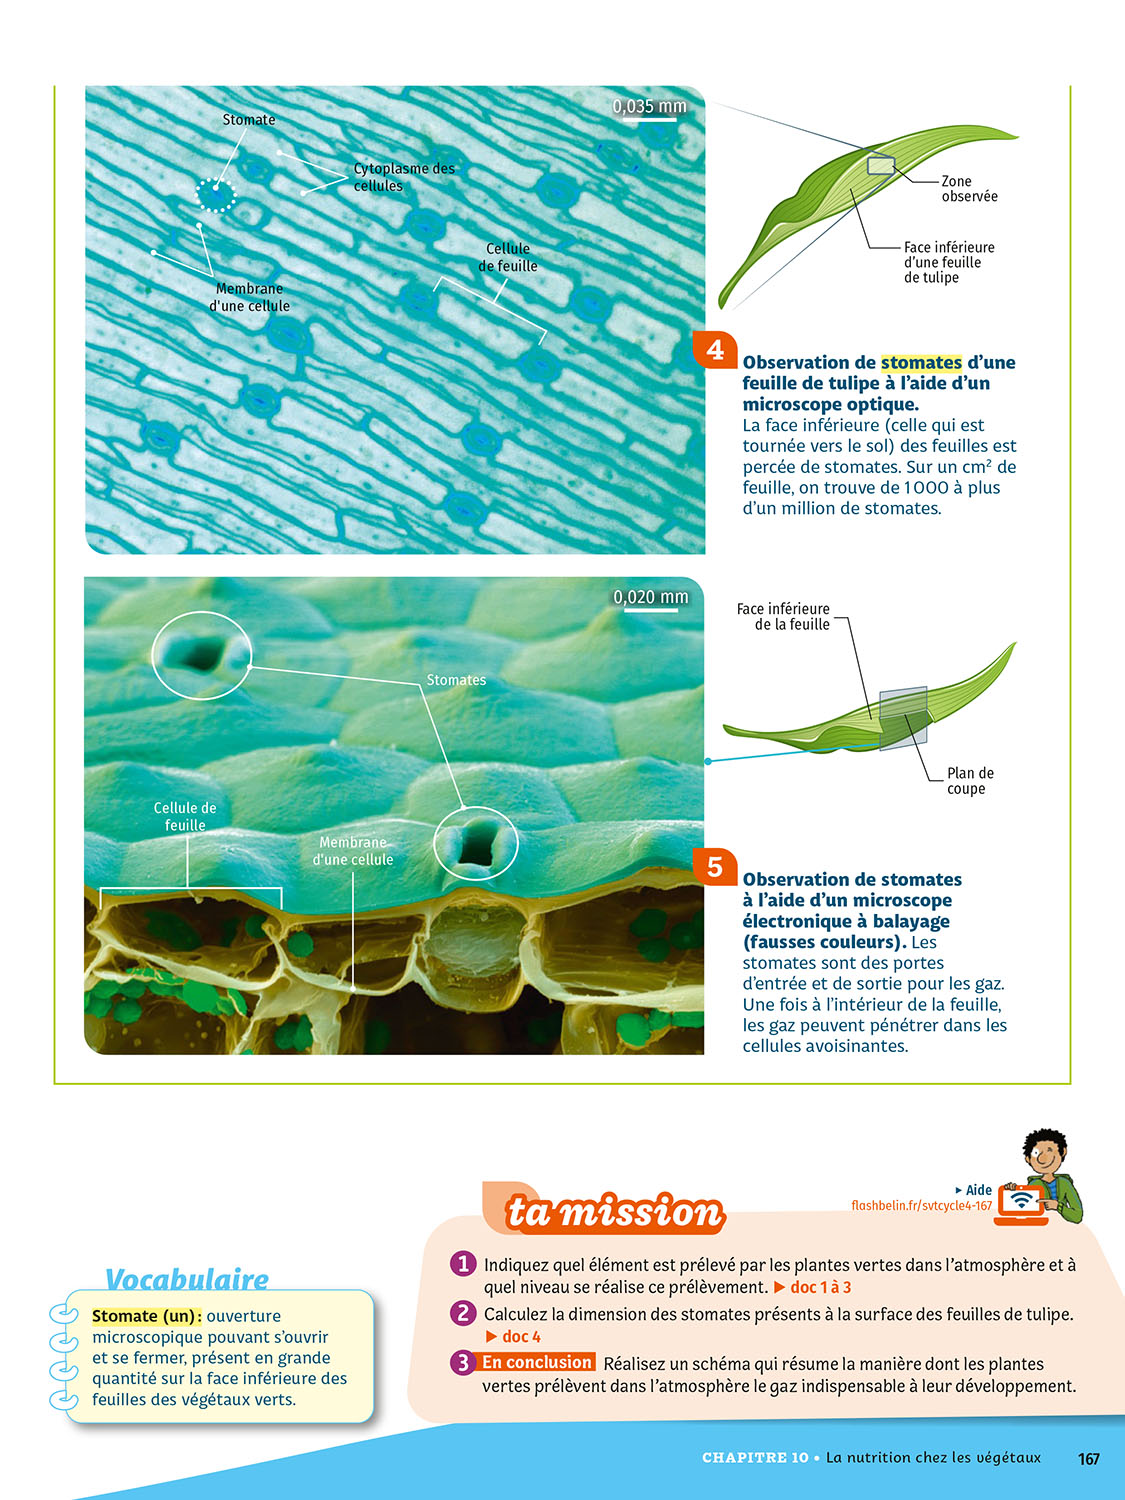 0,035 mm
Stomate
Cytoplasme des
cellules
Cellule
de feuille
Membrane
d'une cellule
Zone
observée
Face inférieure
d'une feuille
de tulipe
4
Observation de stomates d'une
feuille de tulipe à l'aide d'un
microscope optique.
La face inférieure (celle qui est
tournée vers le sol) des feuilles est
percée de stomates. Sur un cm² de
feuille, on trouve de 1 000 à plus
d'un million de stomates.
0,020 mm
Stomates
Cellule de
feuille
Membrane
d'une cellule
Face inférieure
de la feuille
Plan de
coupe
5
Observation de stomates
à l'aide d'un microscope
électronique à balayage
(fausses couleurs). Les
stomates sont des portes
d'entrée et de sortie pour les gaz.
Une fois à l'intérieur de la feuille,
les gaz peuvent pénétrer dans les
cellules avoisinantes.
Vocabulaire
Stomate (un) : ouverture
microscopique pouvant s'ouvrir
et se fermer, présent en grande
quantité sur la face inférieure des
feuilles des végétaux verts.
ta mission
▶ Aide
flashbelin.fr/svtcycle4-167
1 Indiquez quel élément est prélevé par les plantes vertes dans l'atmosphère et à
quel niveau se réalise ce prélèvement. ▶ doc 1 à 3
2 Calculez la dimension des stomates présents à la surface des feuilles de tulipe.
▶ doc 4
3 En conclusion Réalisez un schéma qui résume la manière dont les plantes
vertes prélèvent dans l'atmosphère le gaz indispensable à leur développement.
CHAPITRE 10 • La nutrition chez les végétaux 167